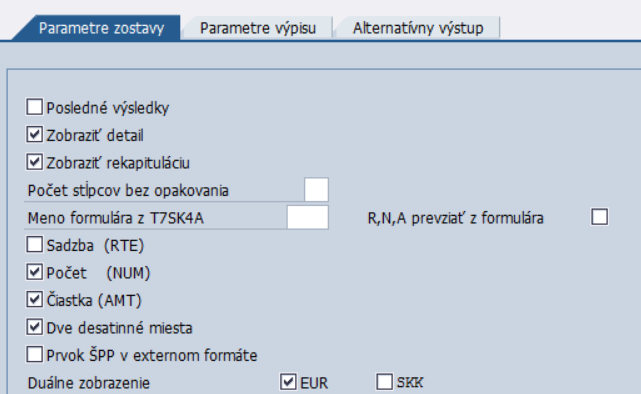 Parametre zostavy Parametre výpisu Alternatívny výstup
Posledné výsledky
Zobraziť detail
Zobraziť rekapituláciu
Počet stĺpcov bez opakovania
Meno formulára z T7SK4A R,N,A prevziať z formulára
Sadzba (RTE)
Počet (NUM)
Čiastka (AMT)
Dve desatinné miesta
Prvok ŠPP v externom formáte
Duálne zobrazenie EUR SKK